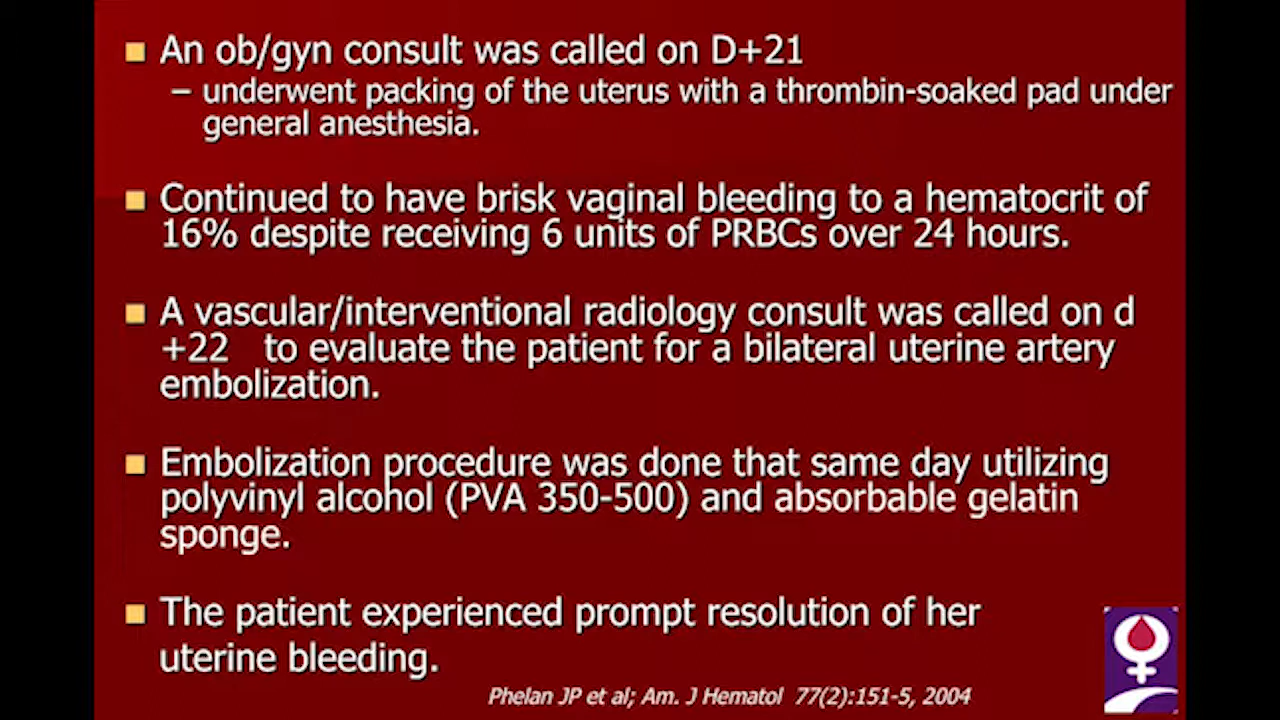 An ob/gyn consult was called on D+21
– underwent packing of the uterus with a thrombin-soaked pad under
general anesthesia.
Continued to have brisk vaginal bleeding to a hematocrit of
16% despite receiving 6 units of PRBCs over 24 hours.
A vascular/interventional radiology consult was called on d
+22 to evaluate the patient for a bilateral uterine artery
embolization.
Embolization procedure was done that same day utilizing
polyvinyl alcohol (PVA 350-500) and absorbable gelatin
sponge.
The patient experienced prompt resolution of her
uterine bleeding.
Phelan JP et al; Am. J Hematol 77(2):151-5, 2004